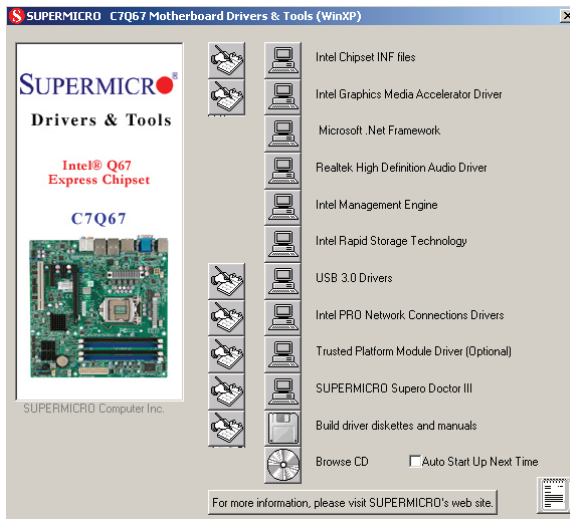 SUPERMICRO C7Q67 Motherboard Drivers & Tools (WinXP)
SUPERMICRO®
Drivers & Tools
Intel® Q67
Express Chipset
C7Q67
SUPERMICRO Computer Inc.
Intel Chipset INF files
Intel Graphics Media Accelerator Driver
Microsoft .Net Framework
Realtek High Definition Audio Driver
Intel Management Engine
Intel Rapid Storage Technology
USB 3.0 Drivers
Intel PRO Network Connections Drivers
Trusted Platform Module Driver (Optional)
SUPERMICRO Supero Doctor III
Build driver diskettes and manuals
Browse CD
Auto Start Up Next Time
For more information, please visit SUPERMICRO's web site.